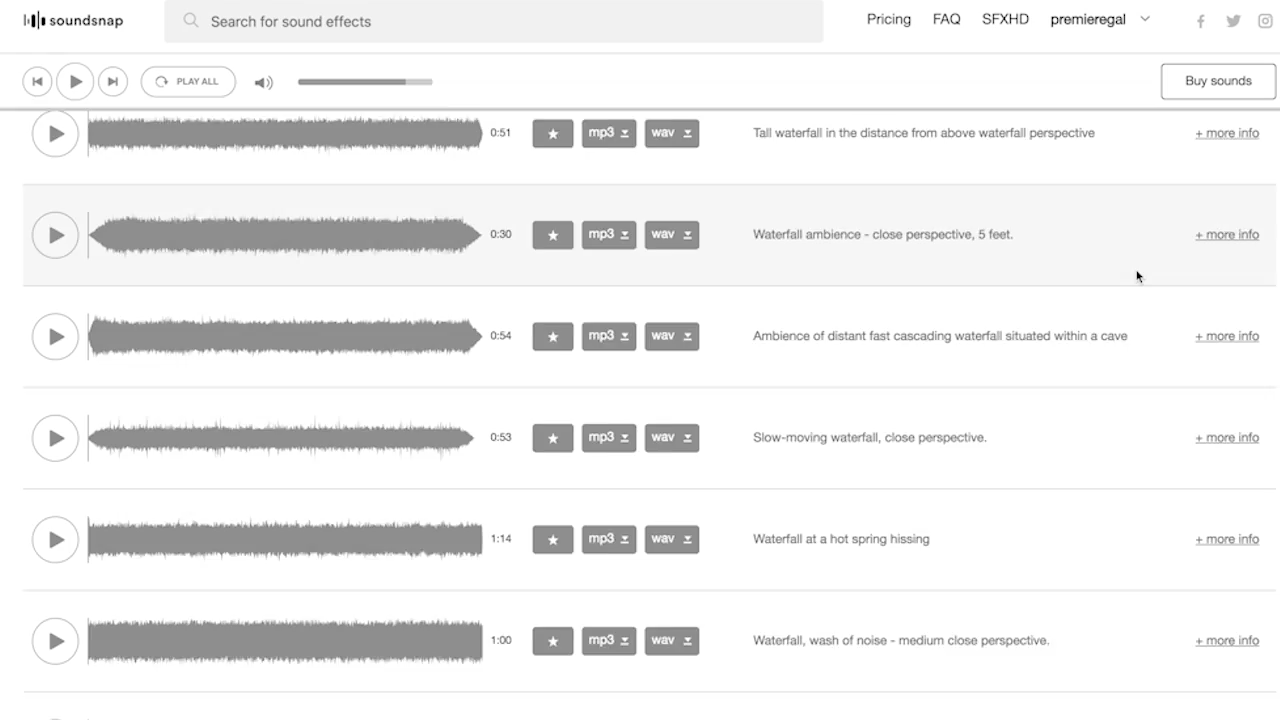 soundsnap
Search for sound effects
Pricing FAQ SFXHD premieregal
PLAY ALL
Buy sounds
0:51 mp3 wav Tall waterfall in the distance from above waterfall perspective + more info
0:30 mp3 wav Waterfall ambience - close perspective, 5 feet. + more info
0:54 mp3 wav Ambience of distant fast cascading waterfall situated within a cave + more info
0:53 mp3 wav Slow-moving waterfall, close perspective. + more info
1:14 mp3 wav Waterfall at a hot spring hissing + more info
1:00 mp3 wav Waterfall, wash of noise - medium close perspective. + more info